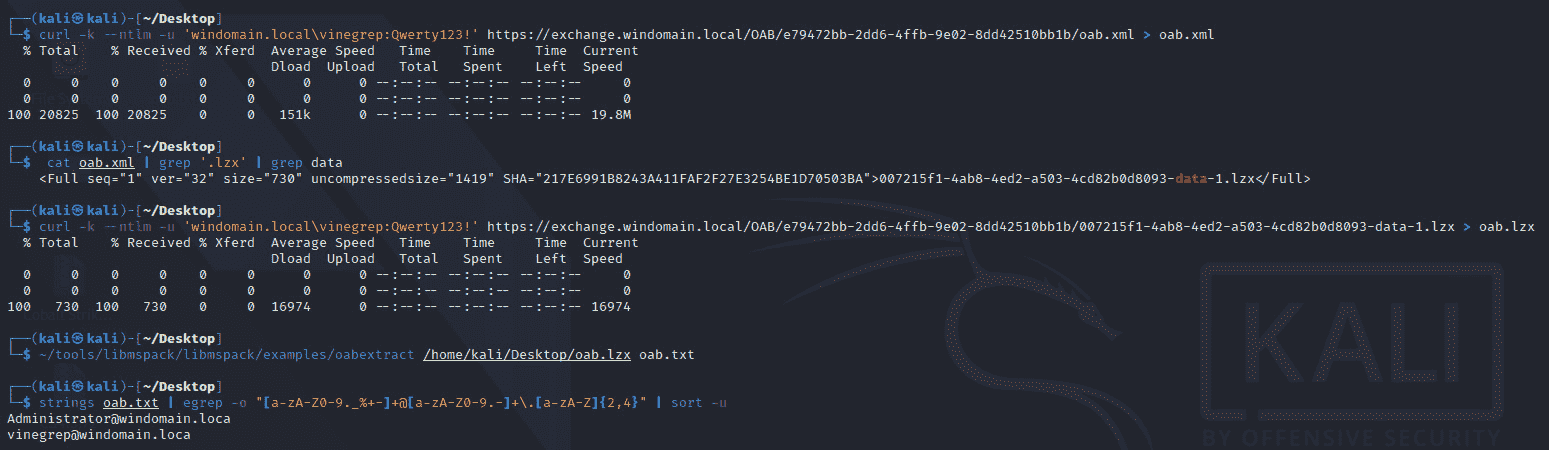 ┌──(kali㉿kali)-[~/Desktop]
└─$ curl -k --ntlm -u 'windomain.local\vinegrep:Qwerty123!' https://exchange.windomain.local/OAB/e79472bb-2dd6-4ffb-9e02-8dd42510bb1b/oab.xml > oab.xml
  % Total    % Received % Xferd  Average Speed   Time    Time     Time  Current
                                 Dload  Upload   Total   Spent    Left  Speed
  0     0    0     0    0     0      0      0 --:--:-- --:--:-- --:--:--     0
  0     0    0     0    0     0      0      0 --:--:-- --:--:-- --:--:--     0
100 20825  100 20825    0     0   151k      0 --:--:-- --:--:-- --:--:-- 19.8M
┌──(kali㉿kali)-[~/Desktop]
└─$  cat oab.xml | grep '.lzx' | grep data
    <Full seq="1" ver="32" size="730" uncompressedsize="1419" SHA="217E6991B8243A411FAF2F27E3254BE1D70503BA">007215f1-4ab8-4ed2-a503-4cd82b0d8093-data-1.lzx</Full>
┌──(kali㉿kali)-[~/Desktop]
└─$ curl -k --ntlm -u 'windomain.local\vinegrep:Qwerty123!' https://exchange.windomain.local/OAB/e79472bb-2dd6-4ffb-9e02-8dd42510bb1b/007215f1-4ab8-4ed2-a503-4cd82b0d8093-data-1.lzx > oab.lzx
  % Total    % Received % Xferd  Average Speed   Time    Time     Time  Current
                                 Dload  Upload   Total   Spent    Left  Speed
  0     0    0     0    0     0      0      0 --:--:-- --:--:-- --:--:--     0
  0     0    0     0    0     0      0      0 --:--:-- --:--:-- --:--:--     0
100   730  100   730    0     0  16974      0 --:--:-- --:--:-- --:--:-- 16974
┌──(kali㉿kali)-[~/Desktop]
└─$ ~/tools/libmspack/libmspack/examples/oabextract /home/kali/Desktop/oab.lzx oab.txt
┌──(kali㉿kali)-[~/Desktop]
└─$ strings oab.txt | egrep -o "[a-zA-Z0-9._%+-]+@[a-zA-Z0-9.-]+\.[a-zA-Z]{2,4}" | sort -u
Administrator@windomain.loca
vinegrep@windomain.loca
KALI
BY OFFENSIVE SECURITY